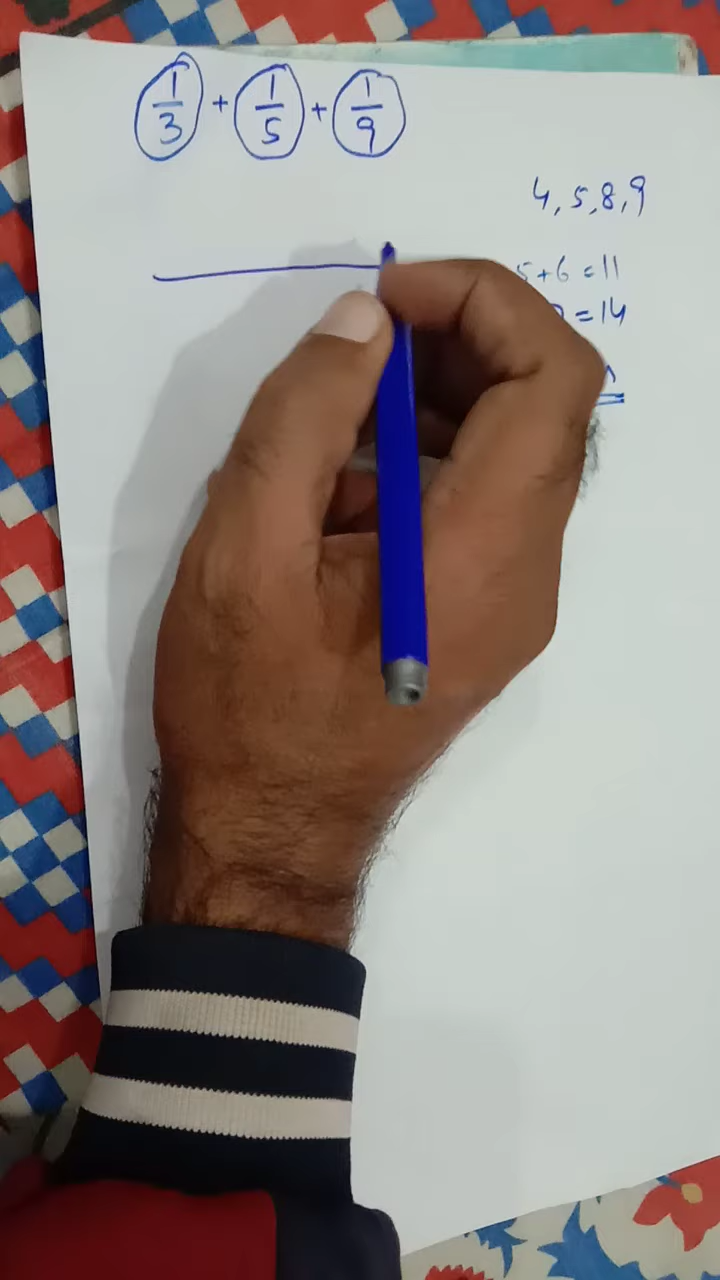 1/3 + 1/5 + 1/9
4, 5, 8, 9
5+6=11
=14